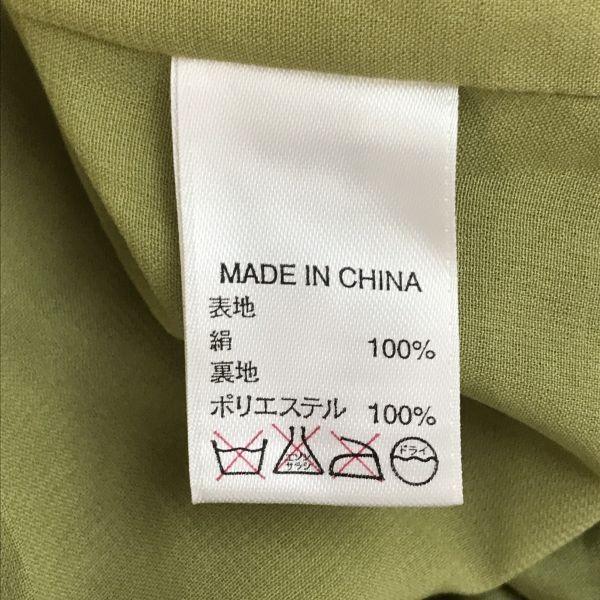 MADE IN CHINA
表地
絹 100%
裏地
ポリエステル 100%
エンソ
サラシ
ドライ